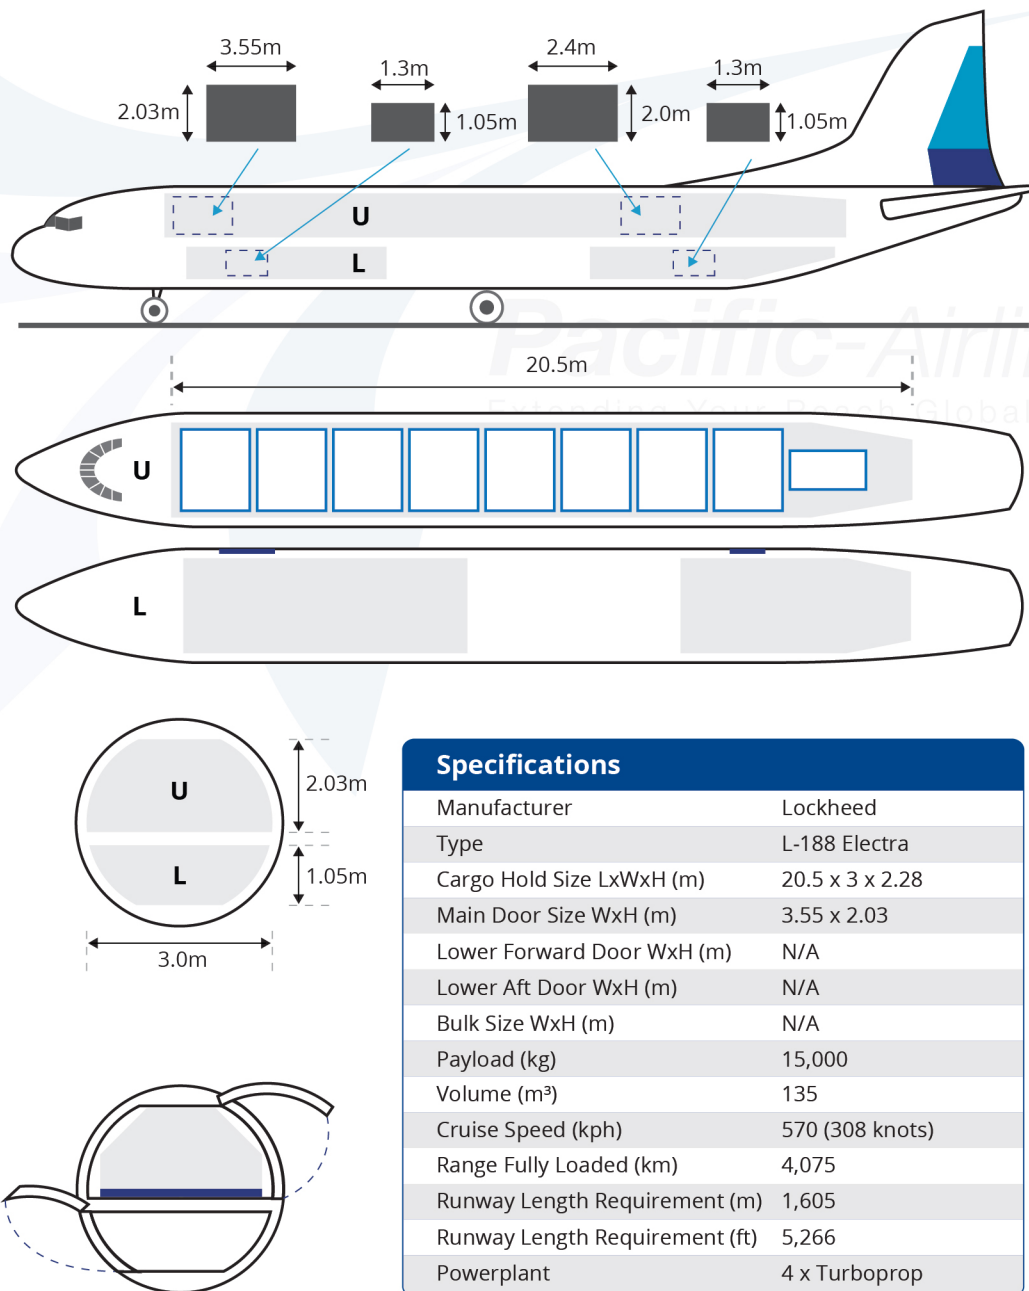 3.55m
2.4m
1.3m
1.3m
2.03m
1.05m
2.0m
1.05m
U
L
Pacific-Airli
20.5m
Extending Your Reach Global
U
L
U
2.03m
L
1.05m
3.0m
Specifications
Manufacturer Lockheed
Type L-188 Electra
Cargo Hold Size LxWxH (m) 20.5 x 3 x 2.28
Main Door Size WxH (m) 3.55 x 2.03
Lower Forward Door WxH (m) N/A
Lower Aft Door WxH (m) N/A
Bulk Size WxH (m) N/A
Payload (kg) 15,000
Volume (m³) 135
Cruise Speed (kph) 570 (308 knots)
Range Fully Loaded (km) 4,075
Runway Length Requirement (m) 1,605
Runway Length Requirement (ft) 5,266
Powerplant 4 x Turboprop